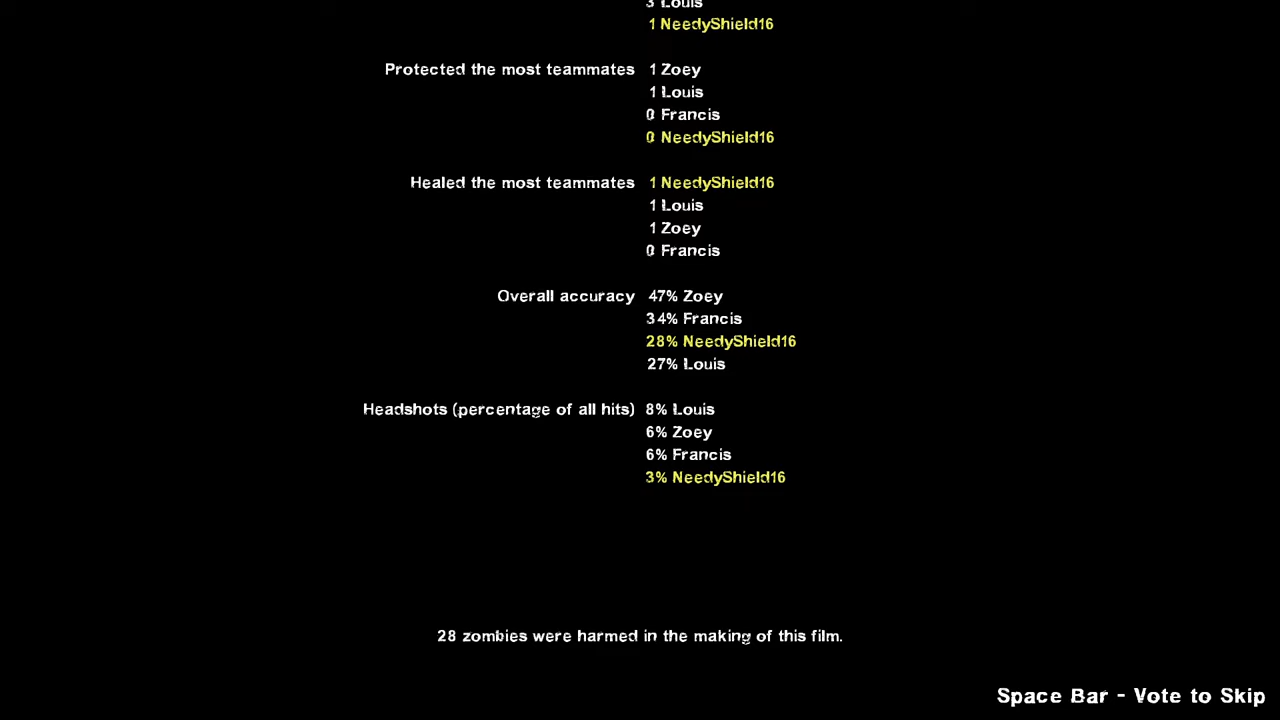 3 Louis
1 NeedyShield16
Protected the most teammates 1 Zoey
1 Louis
0 Francis
0 NeedyShield16
Healed the most teammates 1 NeedyShield16
1 Louis
1 Zoey
0 Francis
Overall accuracy 47% Zoey
34% Francis
28% NeedyShield16
27% Louis
Headshots (percentage of all hits) 8% Louis
6% Zoey
6% Francis
3% NeedyShield16
28 zombies were harmed in the making of this film.
Space Bar - Vote to Skip